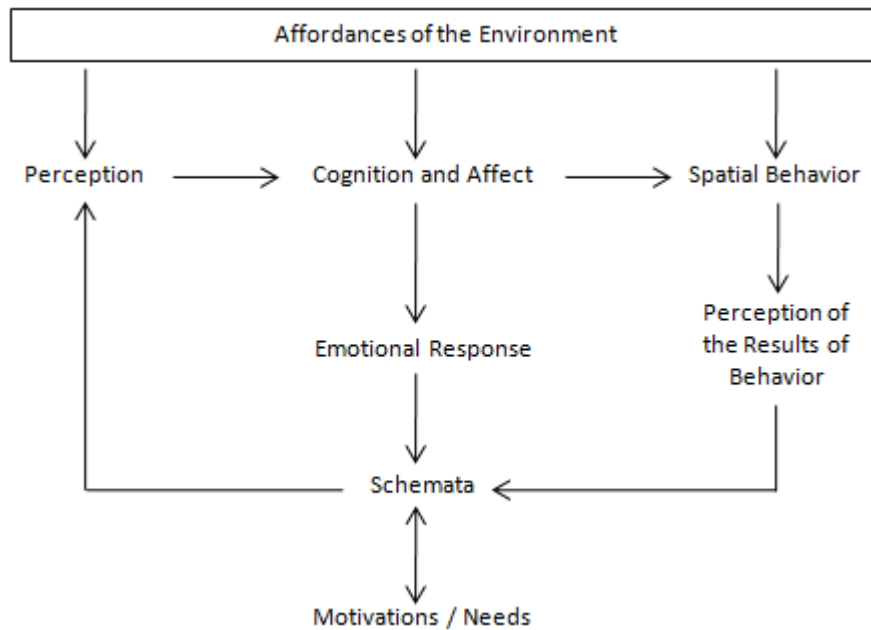 Affordances of the Environment
Perception
Cognition and Affect
Spatial Behavior
Emotional Response
Perception of
the Results of
Behavior
Schemata
Motivations / Needs